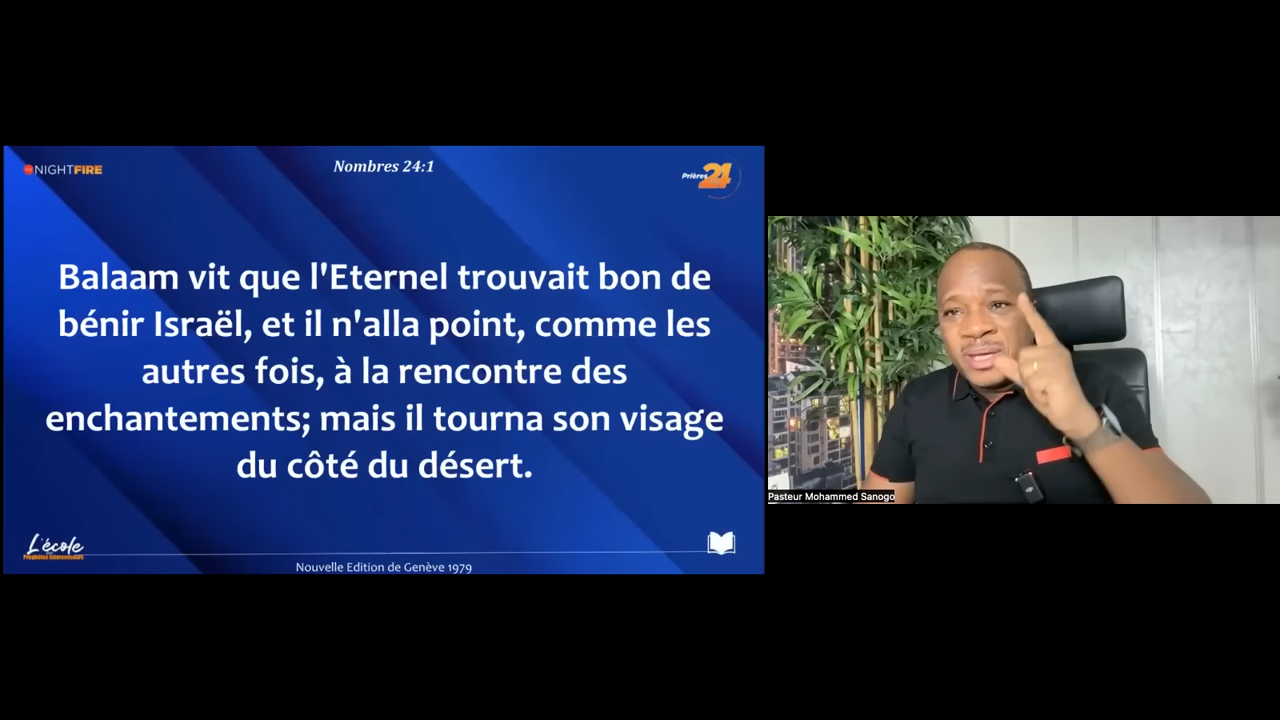 NIGHTFIRE
Nombres 24:1
Prières 24
Balaam vit que l'Eternel trouvait bon de
bénir Israël, et il n'alla point, comme les
autres fois, à la rencontre des
enchantements; mais il tourna son visage
du côté du désert.
L'école
Nouvelle Edition de Genève 1979
Pasteur Mohammed Sanogo